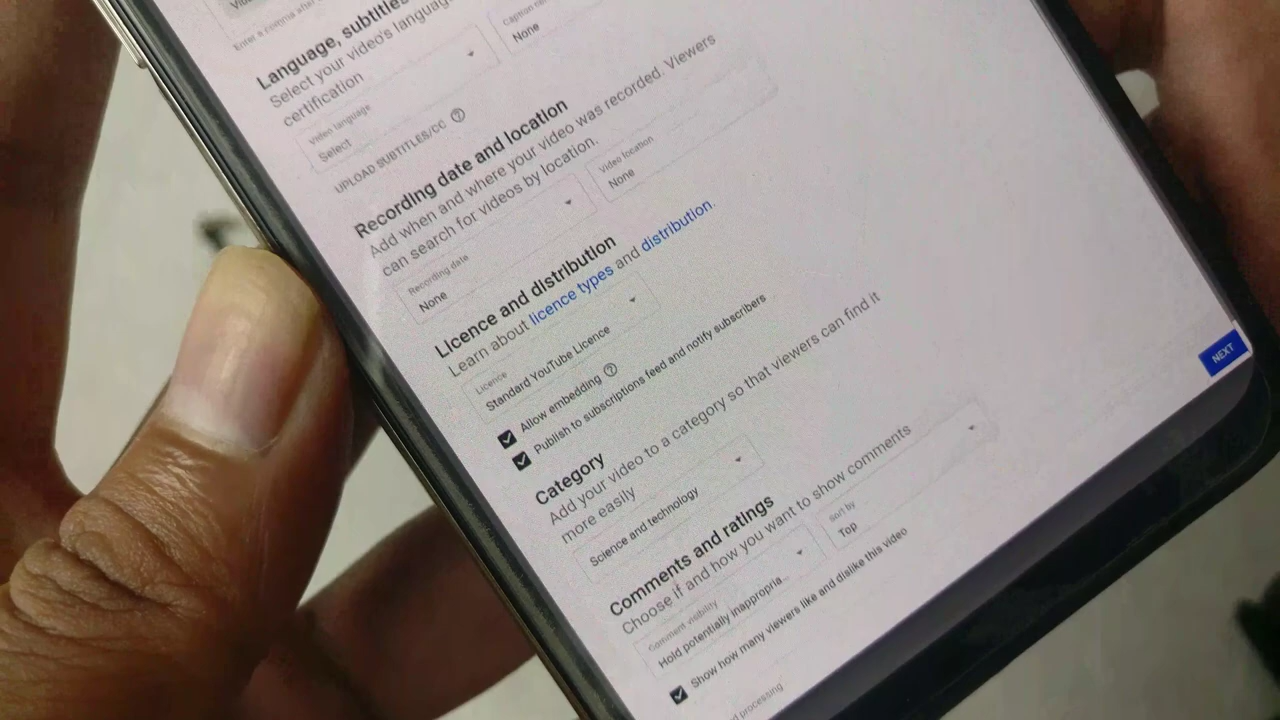 Enter a comma after
Language, subtitles
Select your video's language
certification
Video language
Select
Caption
None
UPLOAD SUBTITLES/CC
Recording date and location
Add when and where your video was recorded. Viewers
can search for videos by location.
Recording date
None
Video location
None
Licence and distribution
Learn about licence types and distribution.
Licence
Standard YouTube Licence
Allow embedding
Publish to subscriptions feed and notify subscribers
Category
Add your video to a category so that viewers can find it
more easily
Science and technology
Comments and ratings
Choose if and how you want to show comments
Comment visibility
Hold potentially inappropria...
Sort by
Top
Show how many viewers like and dislike this video
processing
NEXT